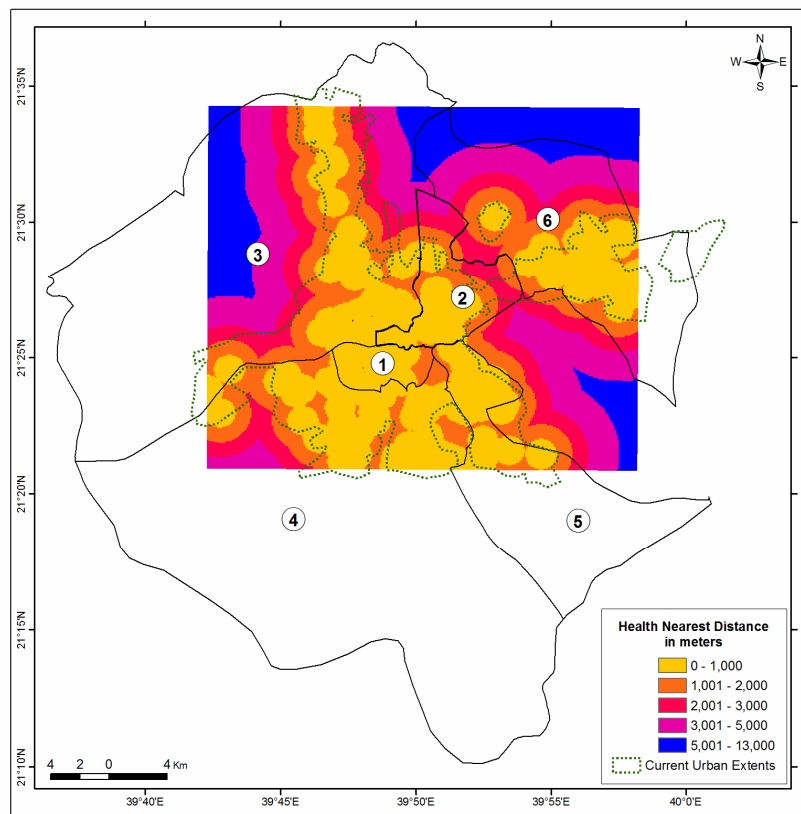 N
W E
S
21°35'N
21°30'N
21°25'N
21°20'N
21°15'N
21°10'N
3
6
2
1
4
5
Health Nearest Distance
in meters
0 - 1,000
1,001 - 2,000
2,001 - 3,000
3,001 - 5,000
5,001 - 13,000
Current Urban Extents
4 2 0 4 Km
39°40'E 39°45'E 39°50'E 39°55'E 40°0'E